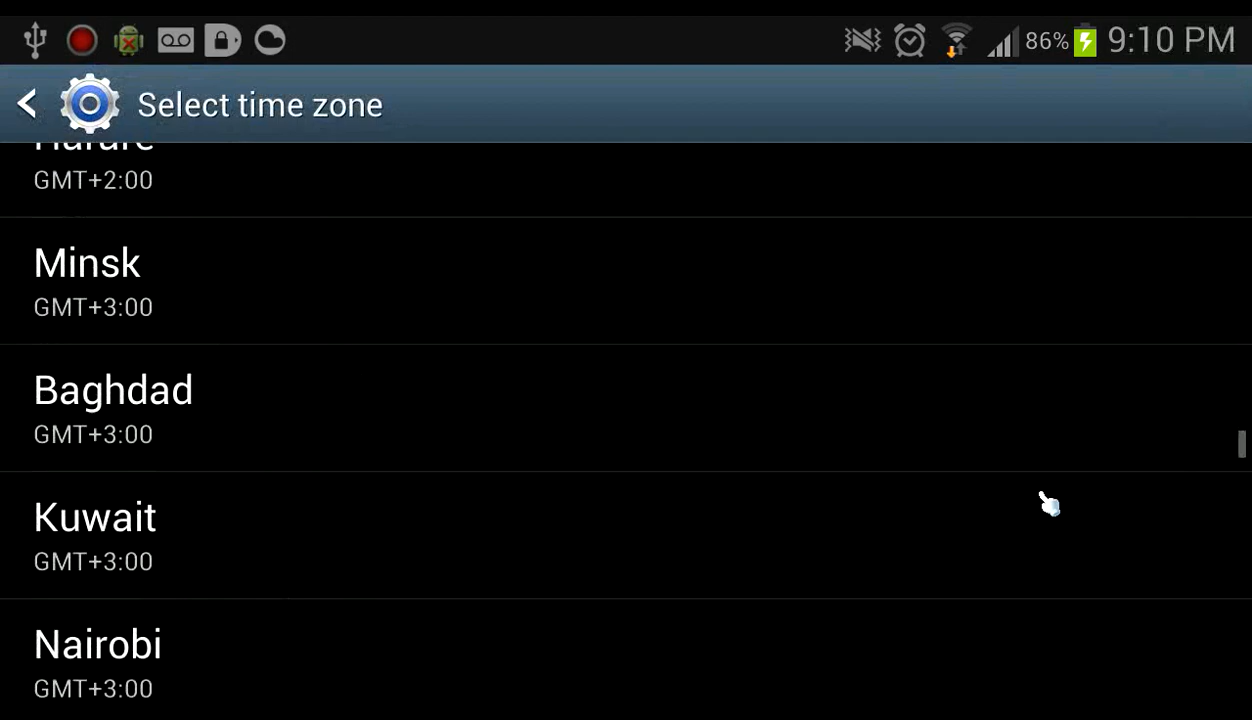 86% 9:10 PM
Select time zone
Harare
GMT+2:00
Minsk
GMT+3:00
Baghdad
GMT+3:00
Kuwait
GMT+3:00
Nairobi
GMT+3:00